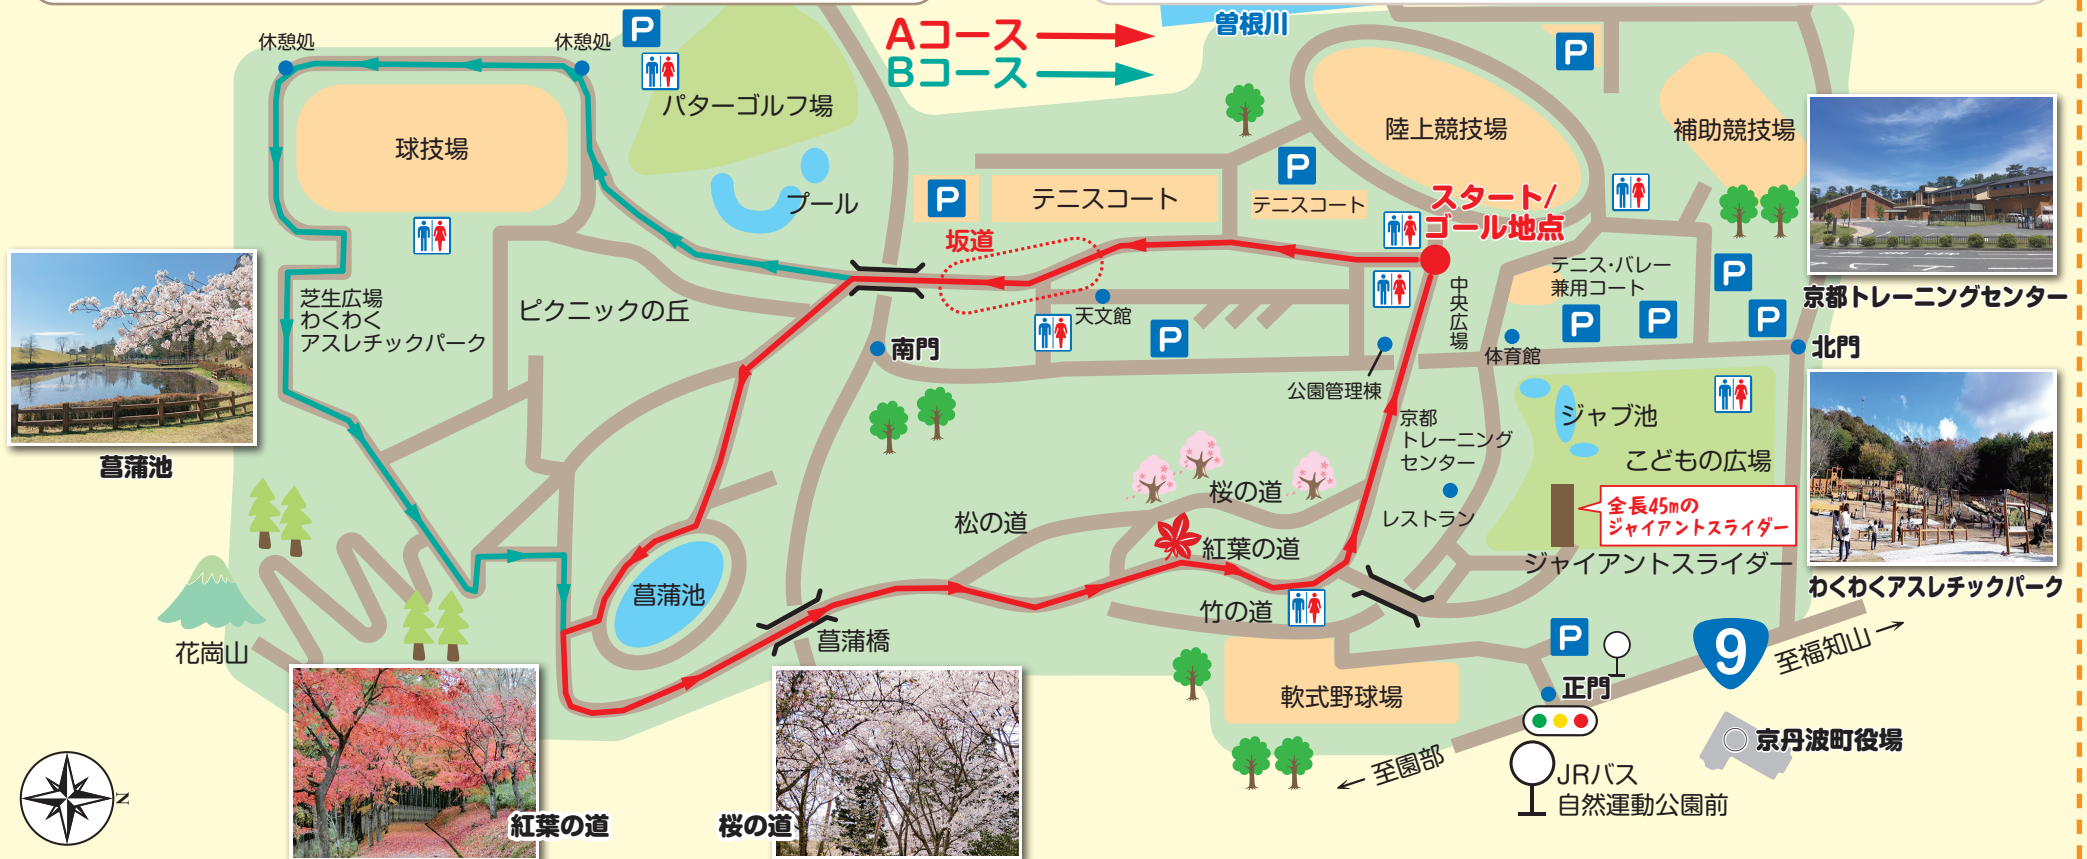 Aコース
Bコース
曽根川
休憩処
休憩処
P
パターゴルフ場
球技場
プール
P
テニスコート
P
テニスコート
陸上競技場
P
補助競技場
スタート/
ゴール地点
坂道
京都トレーニングセンター
テニス・バレー
兼用コート
P
P
P
P
中央広場
体育館
北門
芝生広場
わくわく
アスレチックパーク
ピクニックの丘
天文館
P
南門
公園管理棟
京都
トレーニング
センター
レストラン
ジャブ池
こどもの広場
全長45mの
ジャイアントスライダー
ジャイアントスライダー
わくわくアスレチックパーク
菖蒲池
桜の道
松の道
紅葉の道
竹の道
菖蒲池
菖蒲橋
花崗山
軟式野球場
P
正門
9
至福知山
至園部
京丹波町役場
JRバス
自然運動公園前
紅葉の道
桜の道
N